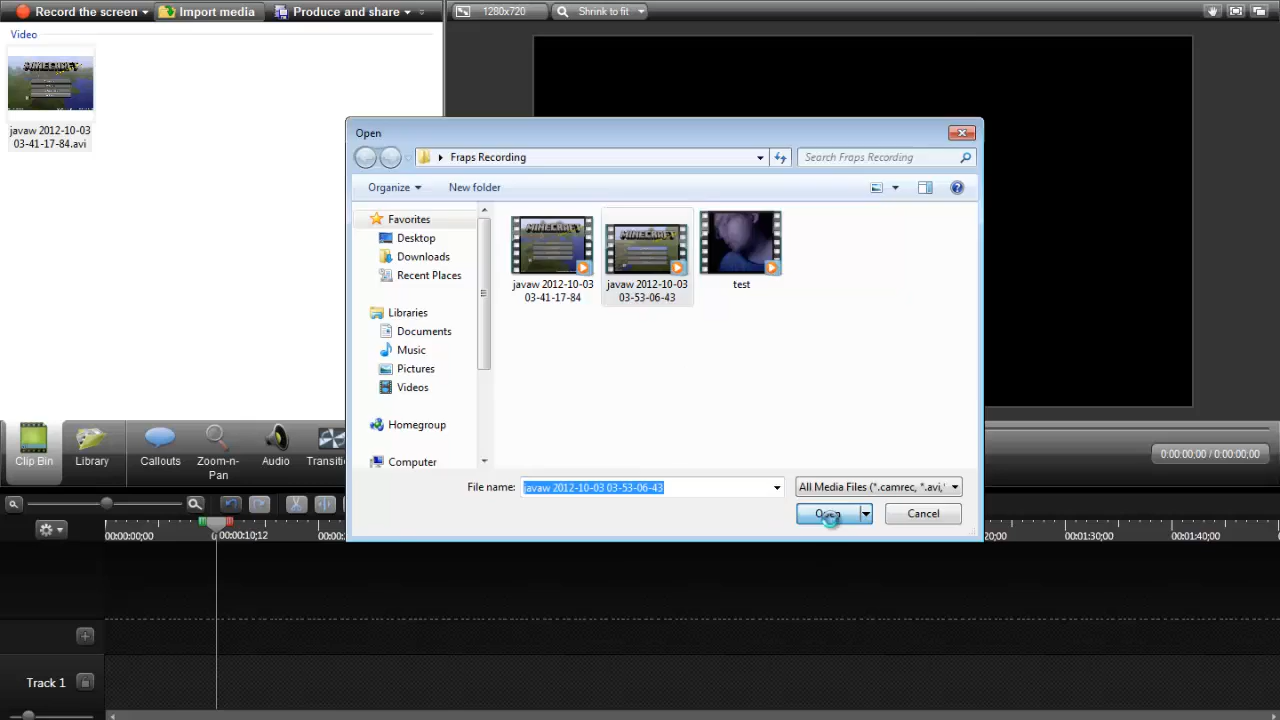 Record the screen
Import media
Produce and share
1280x720
Shrink to fit
Video
MINECRAFT
javaw 2012-10-03
03-41-17-84.avi
Open
Fraps Recording
Search Fraps Recording
Organize
New folder
Favorites
Desktop
Downloads
Recent Places
Libraries
Documents
Music
Pictures
Videos
Homegroup
Computer
MINECRAFT
javaw 2012-10-03
03-41-17-84
MINECRAFT
javaw 2012-10-03
03-53-06-43
test
File name:
javaw 2012-10-03 03-53-06-43
All Media Files (*.camrec, *.avi,
Open
Cancel
Clip Bin
Library
Callouts
Zoom-n-
Pan
Audio
0:00:00;00 / 0:00:00;00
00:00:00;00
00:00:10;12
00:01:30;00
00:01:40;00
Track 1